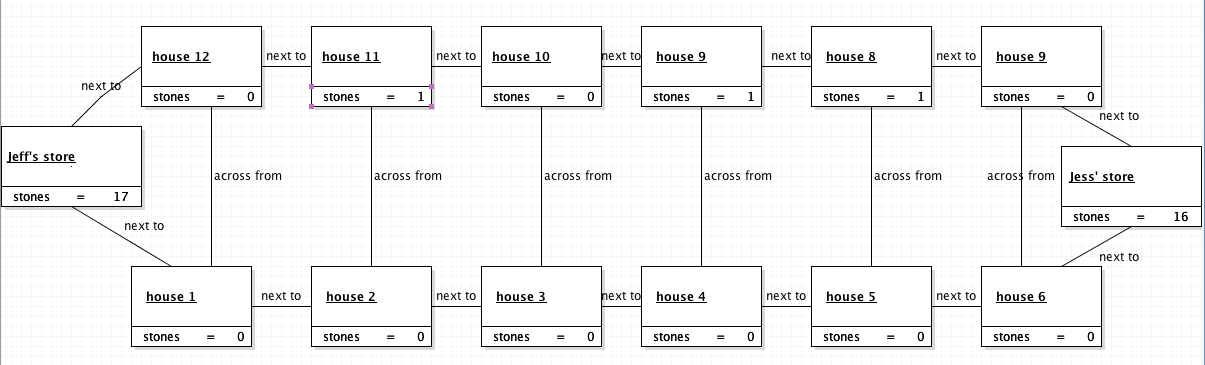 house 12
next to
house 11
next to
house 10
next to
house 9
next to
house 8
next to
house 9
stones = 0
stones = 1
stones = 0
stones = 1
stones = 1
stones = 0
next to
next to
Jeff's store
stones = 17
across from
across from
across from
across from
across from
across from
Jess' store
stones = 16
next to
next to
house 1
next to
house 2
next to
house 3
next to
house 4
next to
house 5
next to
house 6
stones = 0
stones = 0
stones = 0
stones = 0
stones = 0
stones = 0